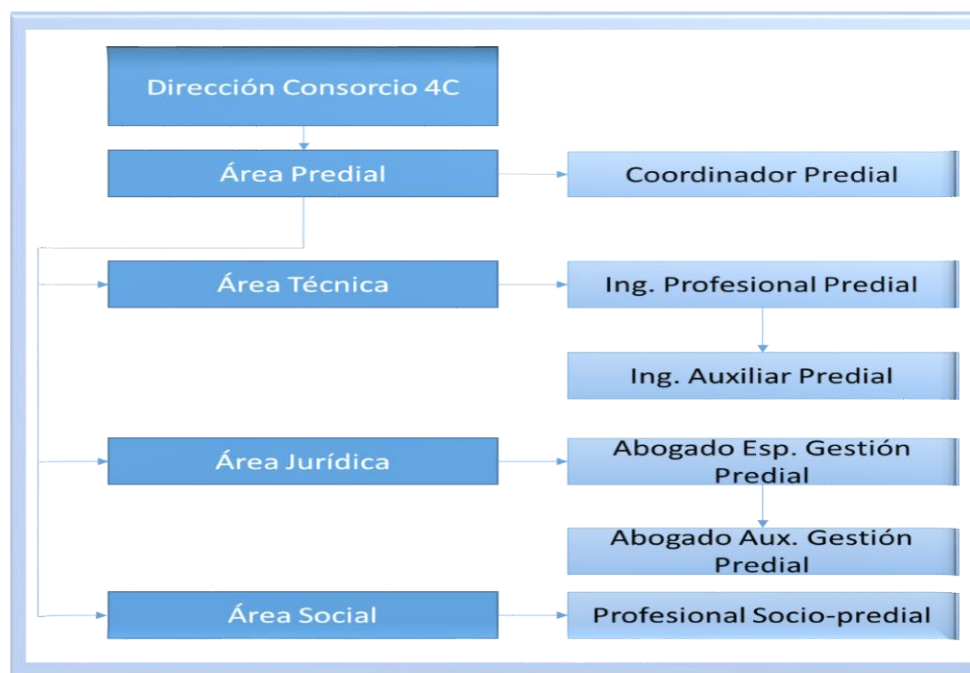 Dirección Consorcio 4C
Área Predial
Coordinador Predial
Área Técnica
Ing. Profesional Predial
Ing. Auxiliar Predial
Área Jurídica
Abogado Esp. Gestión
Predial
Abogado Aux. Gestión
Predial
Área Social
Profesional Socio-predial